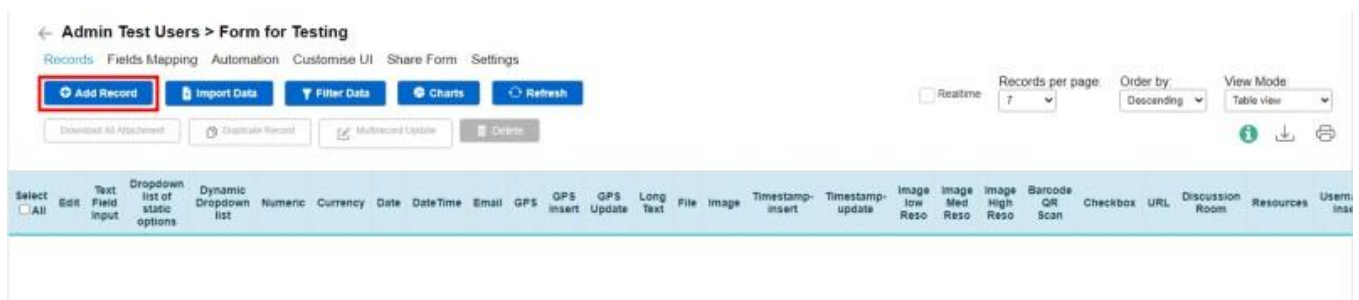 Admin Test Users > Form for Testing
Records Fields Mapping Automation Customise UI Share Form Settings
Add Record Import Data Filter Data Charts Refresh
Realtime
Records per page:
7
Order by:
Descending
View Mode:
Table view
Download All Attachment Duplicate Record Multirecord Update Delete
Select
All
Edit
Text
Field
Input
Dropdown
list of
static
options
Dynamic
Dropdown
list
Numeric
Currency
Date
DateTime
Email
GPS
GPS
insert
GPS
Update
Long
Text
File
Image
Timestamp-
insert
Timestamp-
update
Image
low
Reso
Image
Med
Reso
Image
High
Reso
Barcode
QR
Scan
Checkbox
URL
Discussion
Room
Resources
Userna
inse